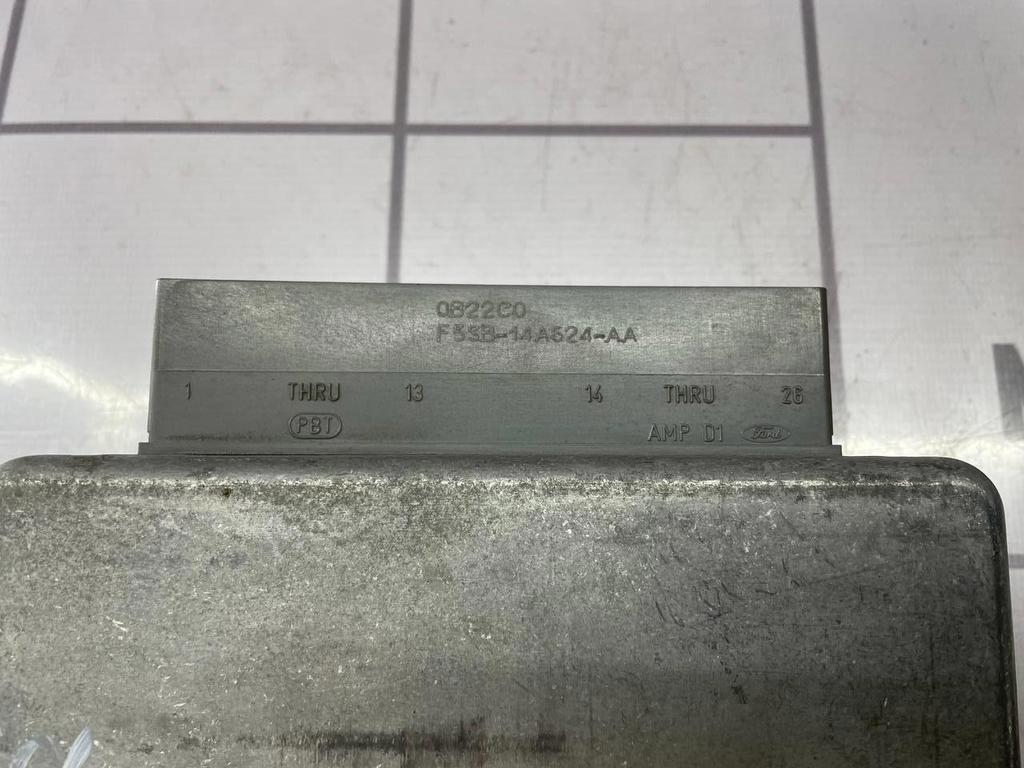 0B22C0
F5SB-14A624-AA
1 THRU 13 14 THRU 26
PBT AMP D1 Ford